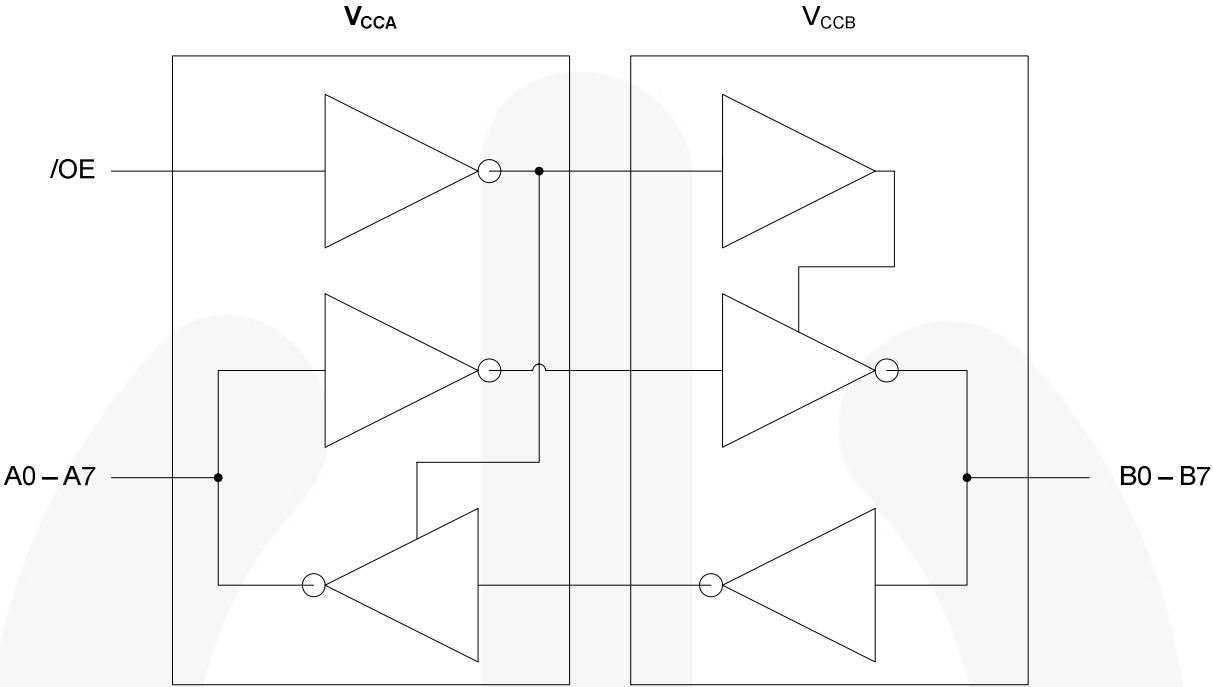 VCCA
VCCB
/OE
A0 – A7
B0 – B7